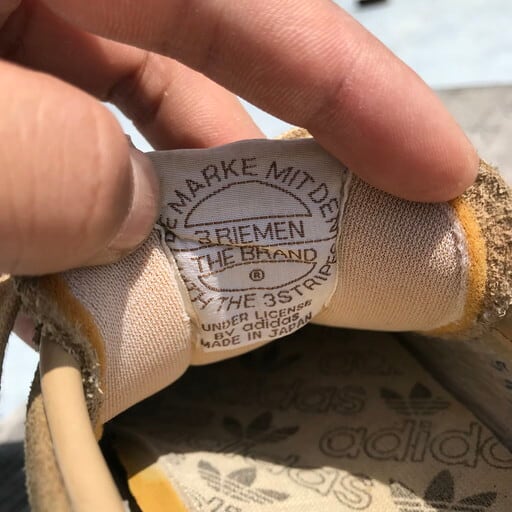 MARKE MIT DEN
3 RIEMEN
THE BRAND
®
WITH THE 3 STRIPES
UNDER LICENSE
BY adidas
MADE IN JAPAN
adidas
adidas
adidas